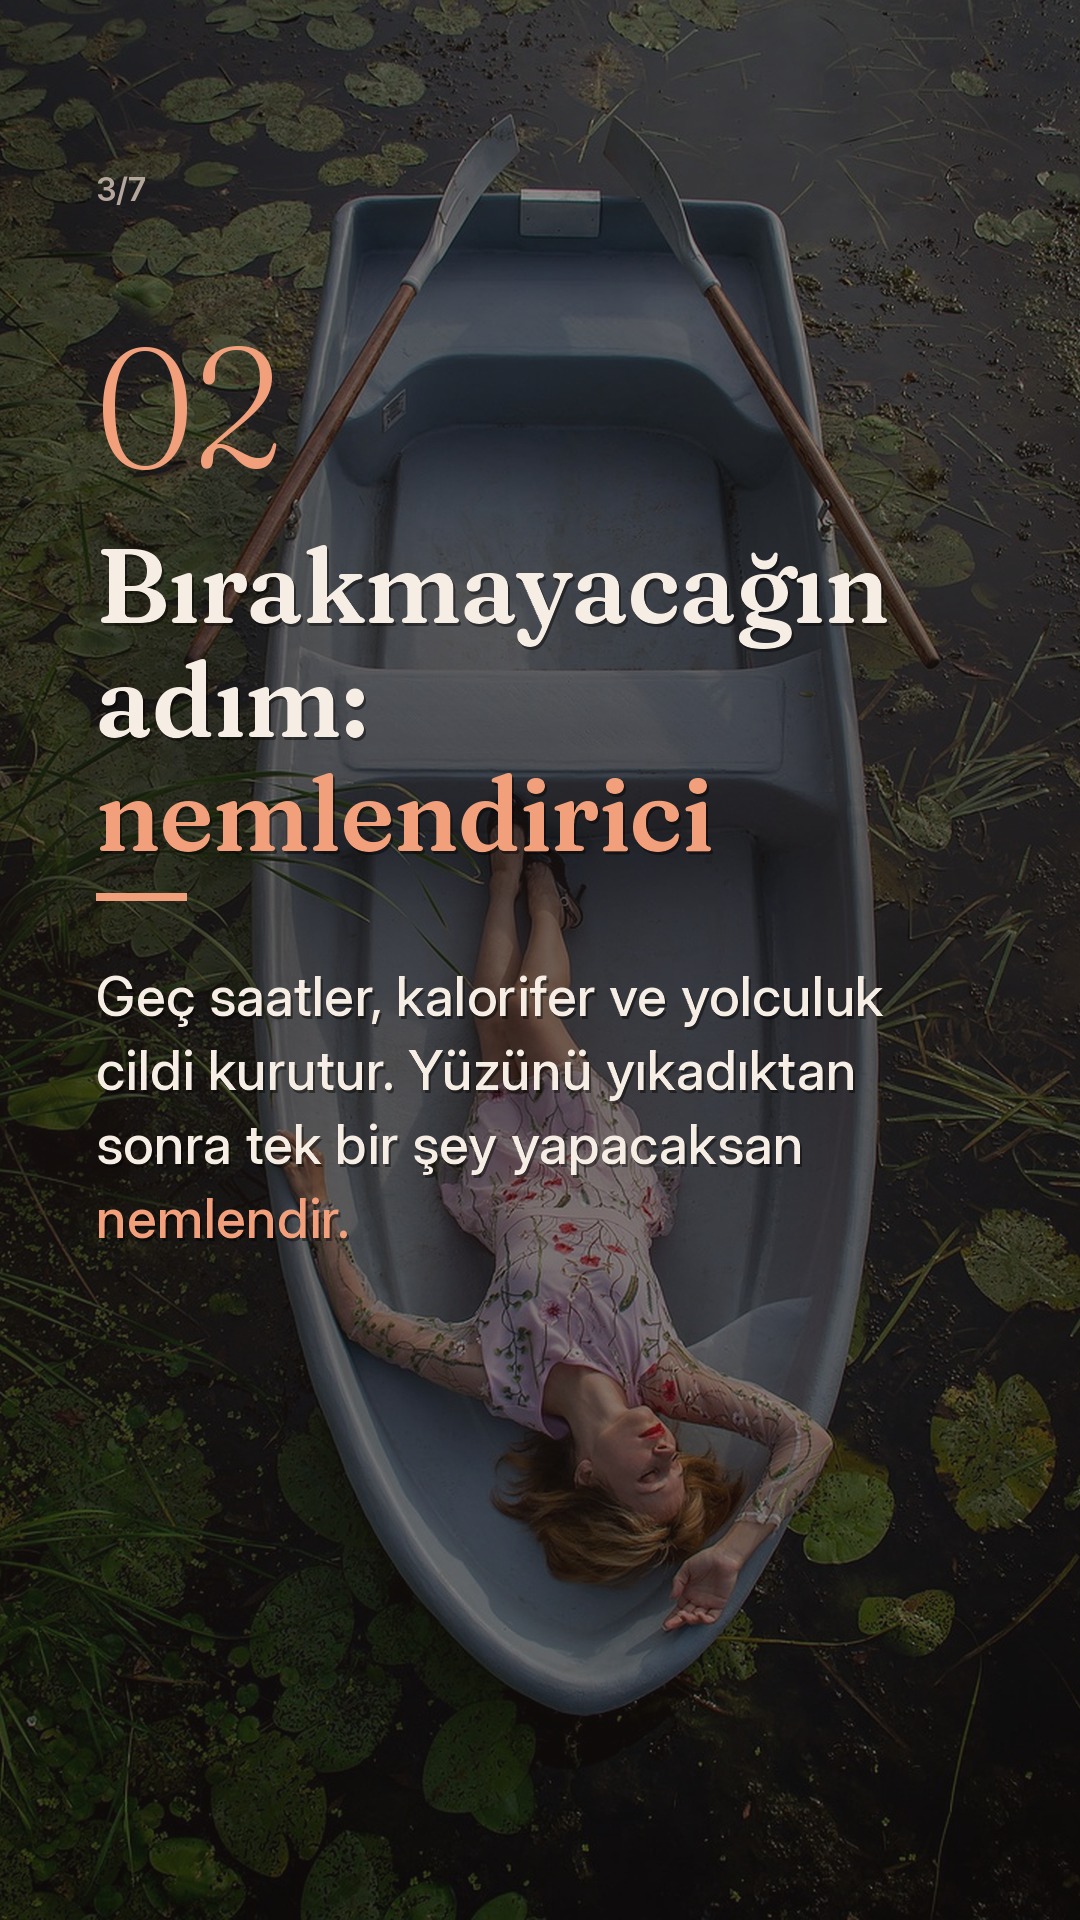 3/7
02
Bırakmayacağın
adım:
nemlendirici
Geç saatler, kalorifer ve yolculuk
cildi kurutur. Yüzünü yıkadıktan
sonra tek bir şey yapacaksan
nemlendir.